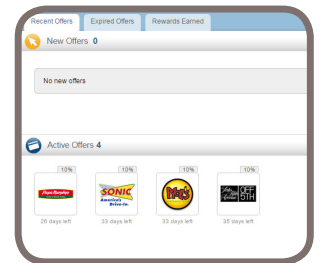 Recent Offers Expired Offers Rewards Earned
New Offers 0
No new offers
Active Offers 4
10% 10% 10% 10%
Papa Murphy's SONIC Moe's OFF 5TH
America's Drive-In.
26 days left 33 days left 33 days left 35 days left